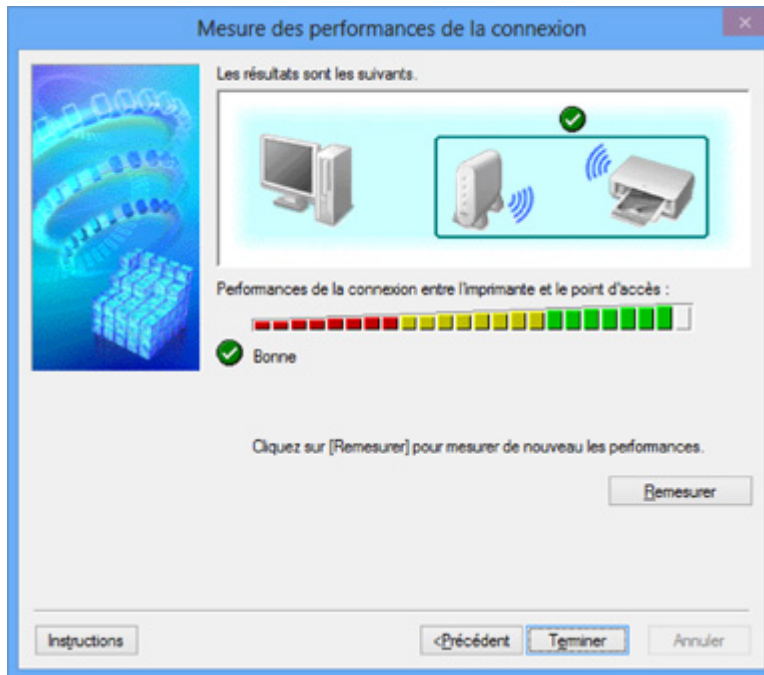 Mesure des performances de la connexion
Les résultats sont les suivants.
Performances de la connexion entre l'imprimante et le point d'accès :
Bonne
Cliquez sur [Remesurer] pour mesurer de nouveau les performances.
Remesurer
Instructions
<Précédent
Terminer
Annuler